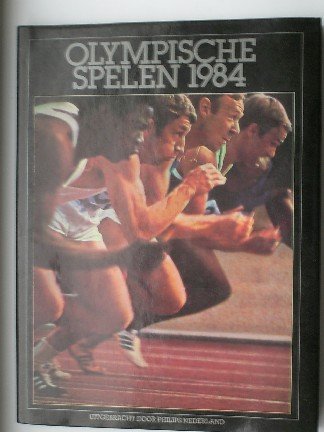 OLYMPISCHE
SPELEN 1984
UITGEBRACHT DOOR PHILIPS NEDERLAND